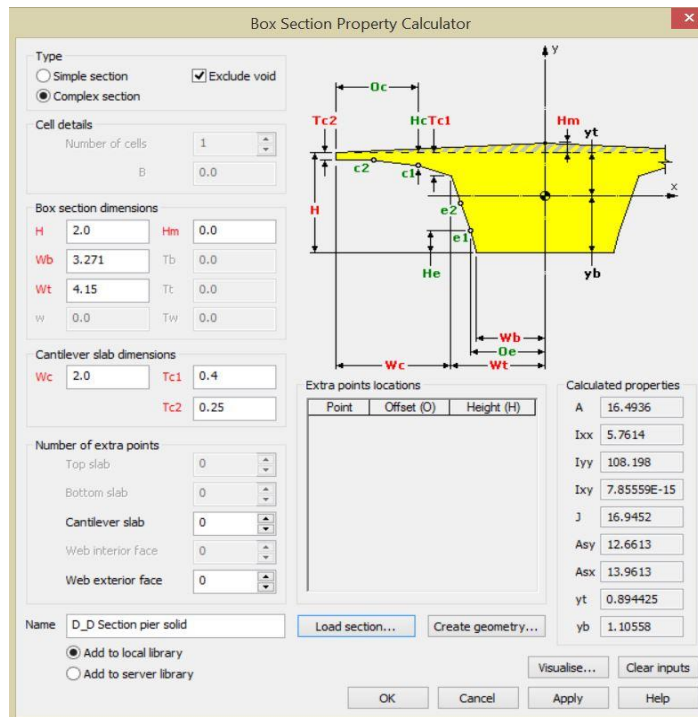 Box Section Property Calculator
Type
Simple section
Exclude void
Complex section
Cell details
Number of cells 1
B 0.0
Box section dimensions
H 2.0 Hm 0.0
Wb 3.271 Tb 0.0
Wt 4.15 Tt 0.0
w 0.0 Tw 0.0
Cantilever slab dimensions
Wc 2.0 Tc1 0.4
Tc2 0.25
Number of extra points
Top slab 0
Bottom slab 0
Cantilever slab 0
Web interior face 0
Web exterior face 0
Name D_D Section pier solid
Add to local library
Add to server library
y
Oc
Tc2 Hc Tc1 Hm yt
c2 c1
x
H
e2
e1
He
yb
Wb
Oe
Wc Wt
Extra points locations
Point Offset (O) Height (H)
Calculated properties
A 16.4936
Ixx 5.7614
Iyy 108.198
Ixy 7.85559E-15
J 16.9452
Asy 12.6613
Asx 13.9613
yt 0.894425
yb 1.10558
Load section... Create geometry...
Visualise... Clear inputs
OK Cancel Apply Help